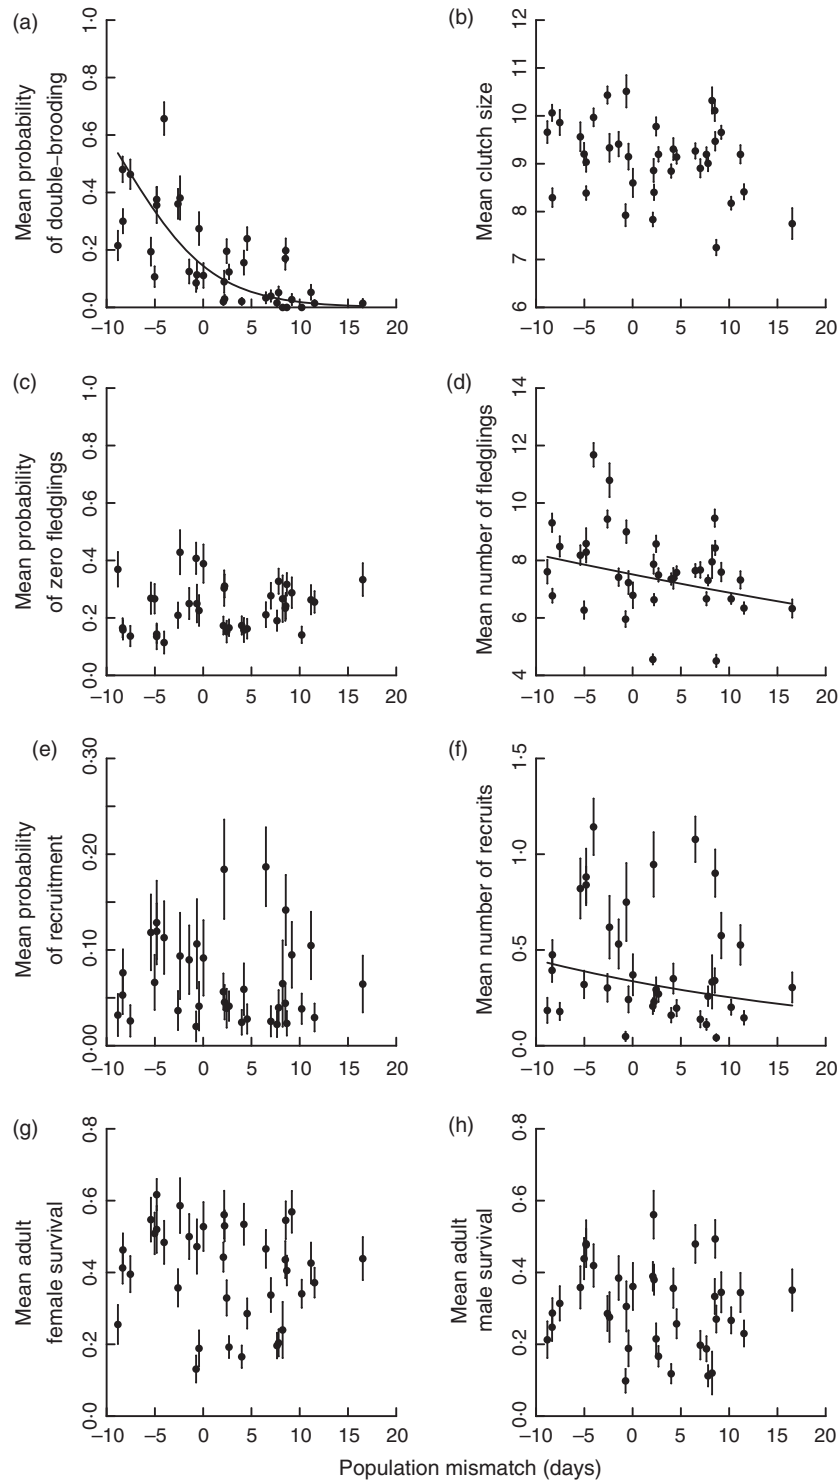 (a)
Mean probability
of double–brooding
0·0 0·2 0·4 0·6 0·8 1·0
–10 –5 0 5 10 15 20
(b)
Mean clutch size
6 7 8 9 10 11 12
–10 –5 0 5 10 15 20
(c)
Mean probability
of zero fledglings
0·0 0·2 0·4 0·6 0·8 1·0
–10 –5 0 5 10 15 20
(d)
Mean number of fledglings
4 6 8 10 12 14
–10 –5 0 5 10 15 20
(e)
Mean probability
of recruitment
0·00 0·10 0·20 0·30
–10 –5 0 5 10 15 20
(f)
Mean number of recruits
0·0 0·5 1·0 1·5
–10 –5 0 5 10 15 20
(g)
Mean adult
female survival
0·0 0·2 0·4 0·6 0·8
–10 –5 0 5 10 15 20
(h)
Mean adult
male survival
0·0 0·2 0·4 0·6 0·8
–10 –5 0 5 10 15 20
Population mismatch (days)